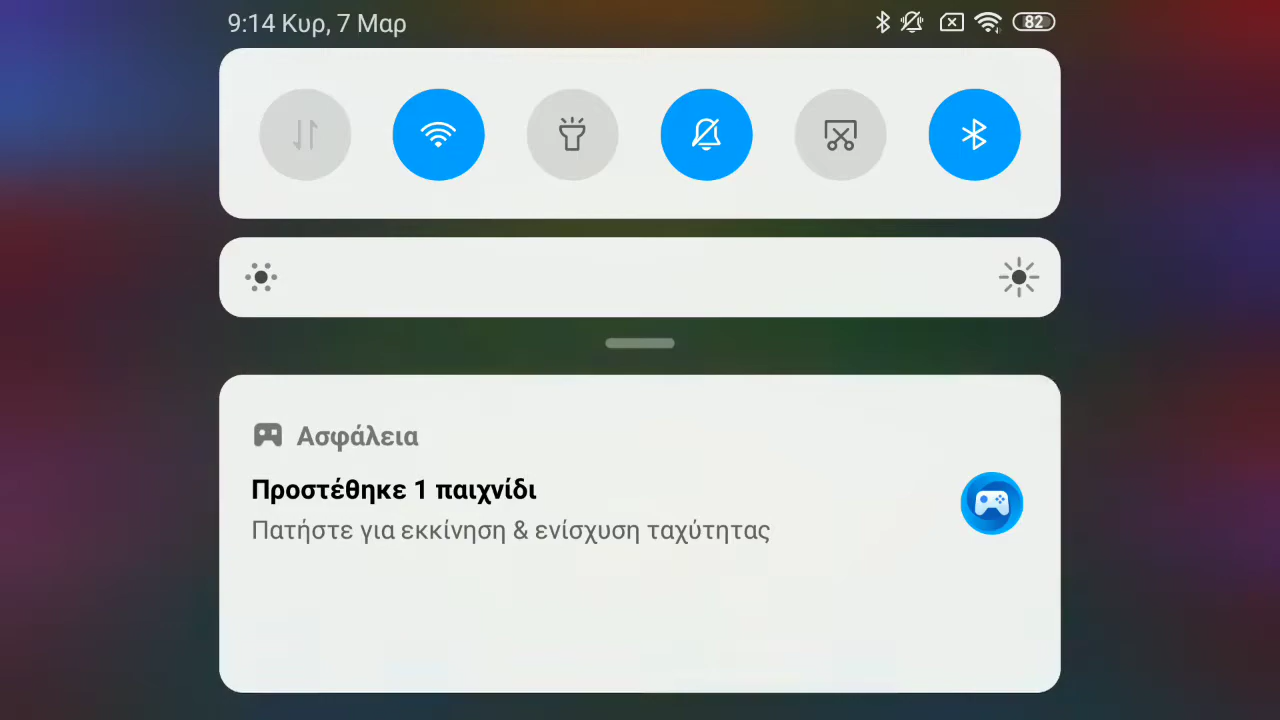 9:14 Κυρ, 7 Μαρ
82
Ασφάλεια
Προστέθηκε 1 παιχνίδι
Πατήστε για εκκίνηση & ενίσχυση ταχύτητας